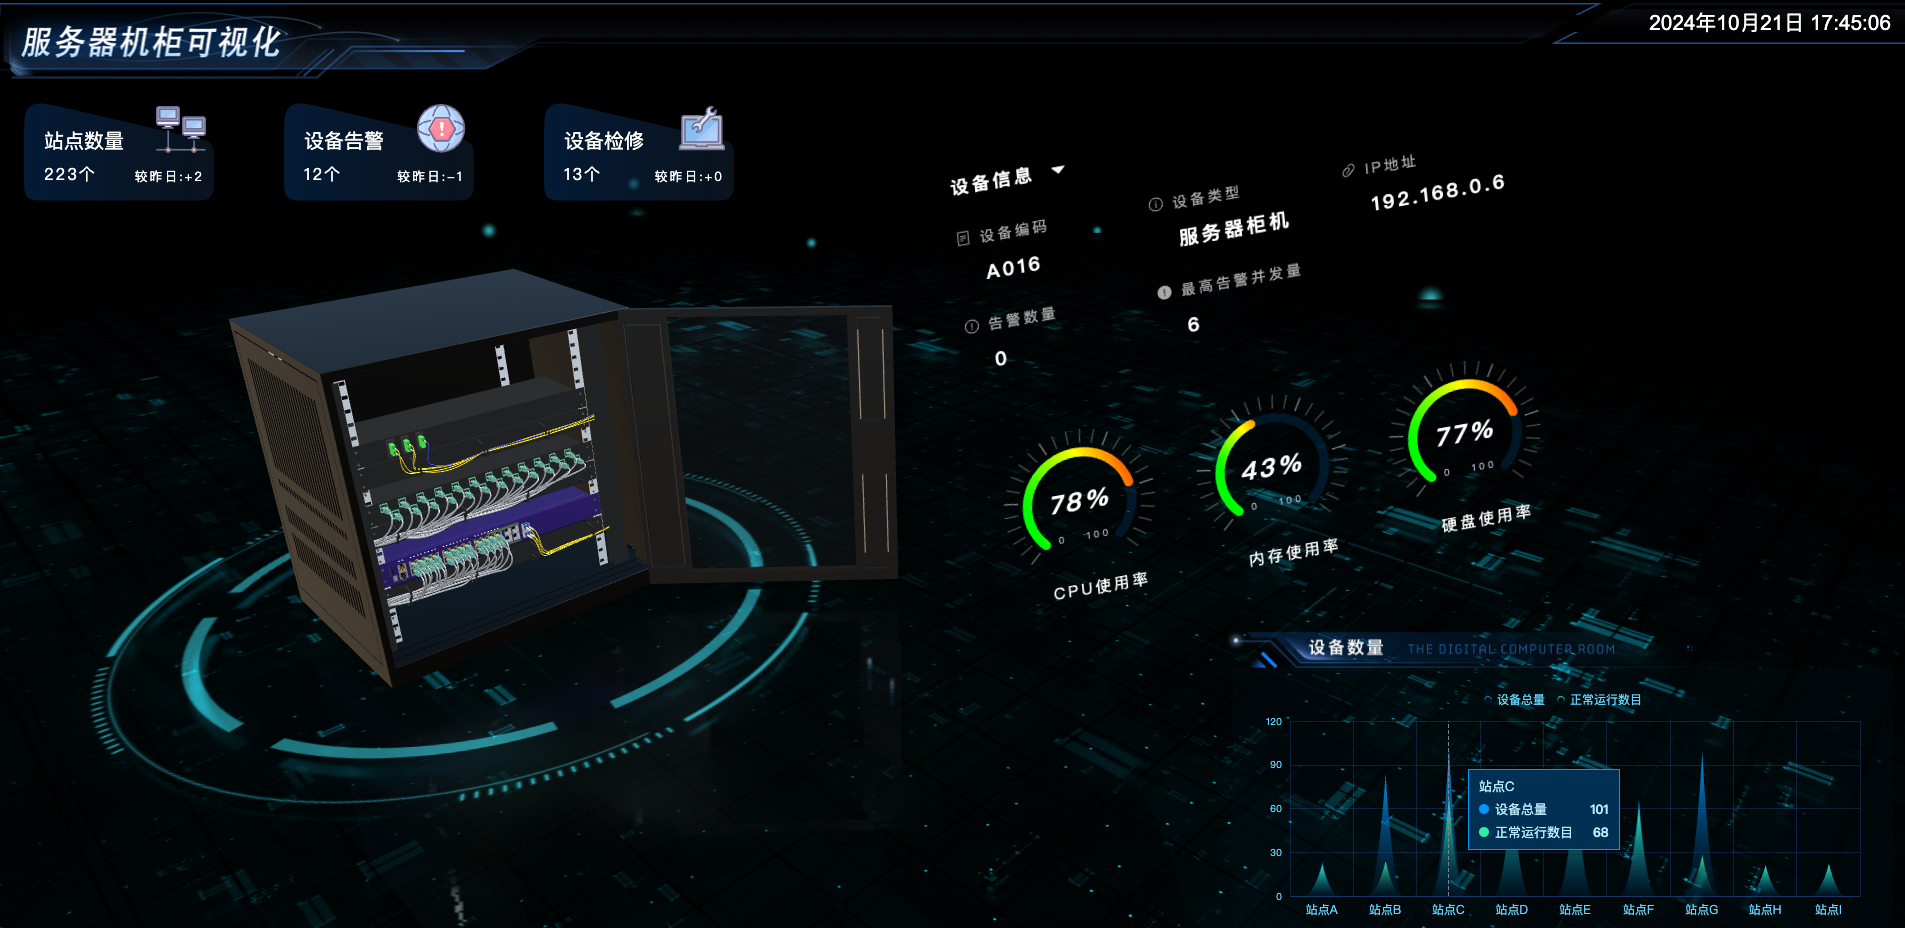 服务器机柜可视化
2024年10月21日 17:45:06
站点数量
223个 较昨日:+2
设备告警
12个 较昨日:-1
设备检修
13个 较昨日:+0
设备信息
设备编码
A016
设备类型
服务器柜机
IP地址
192.168.0.6
告警数量
0
最高告警并发量
6
78%
0 100
CPU使用率
43%
0 100
内存使用率
77%
0 100
硬盘使用率
设备数量 THE DIGITAL COMPUTER ROOM
设备总量 正常运行数目
120
90
60
30
0
站点C
设备总量 101
正常运行数目 68
站点A 站点B 站点C 站点D 站点E 站点F 站点G 站点H 站点I